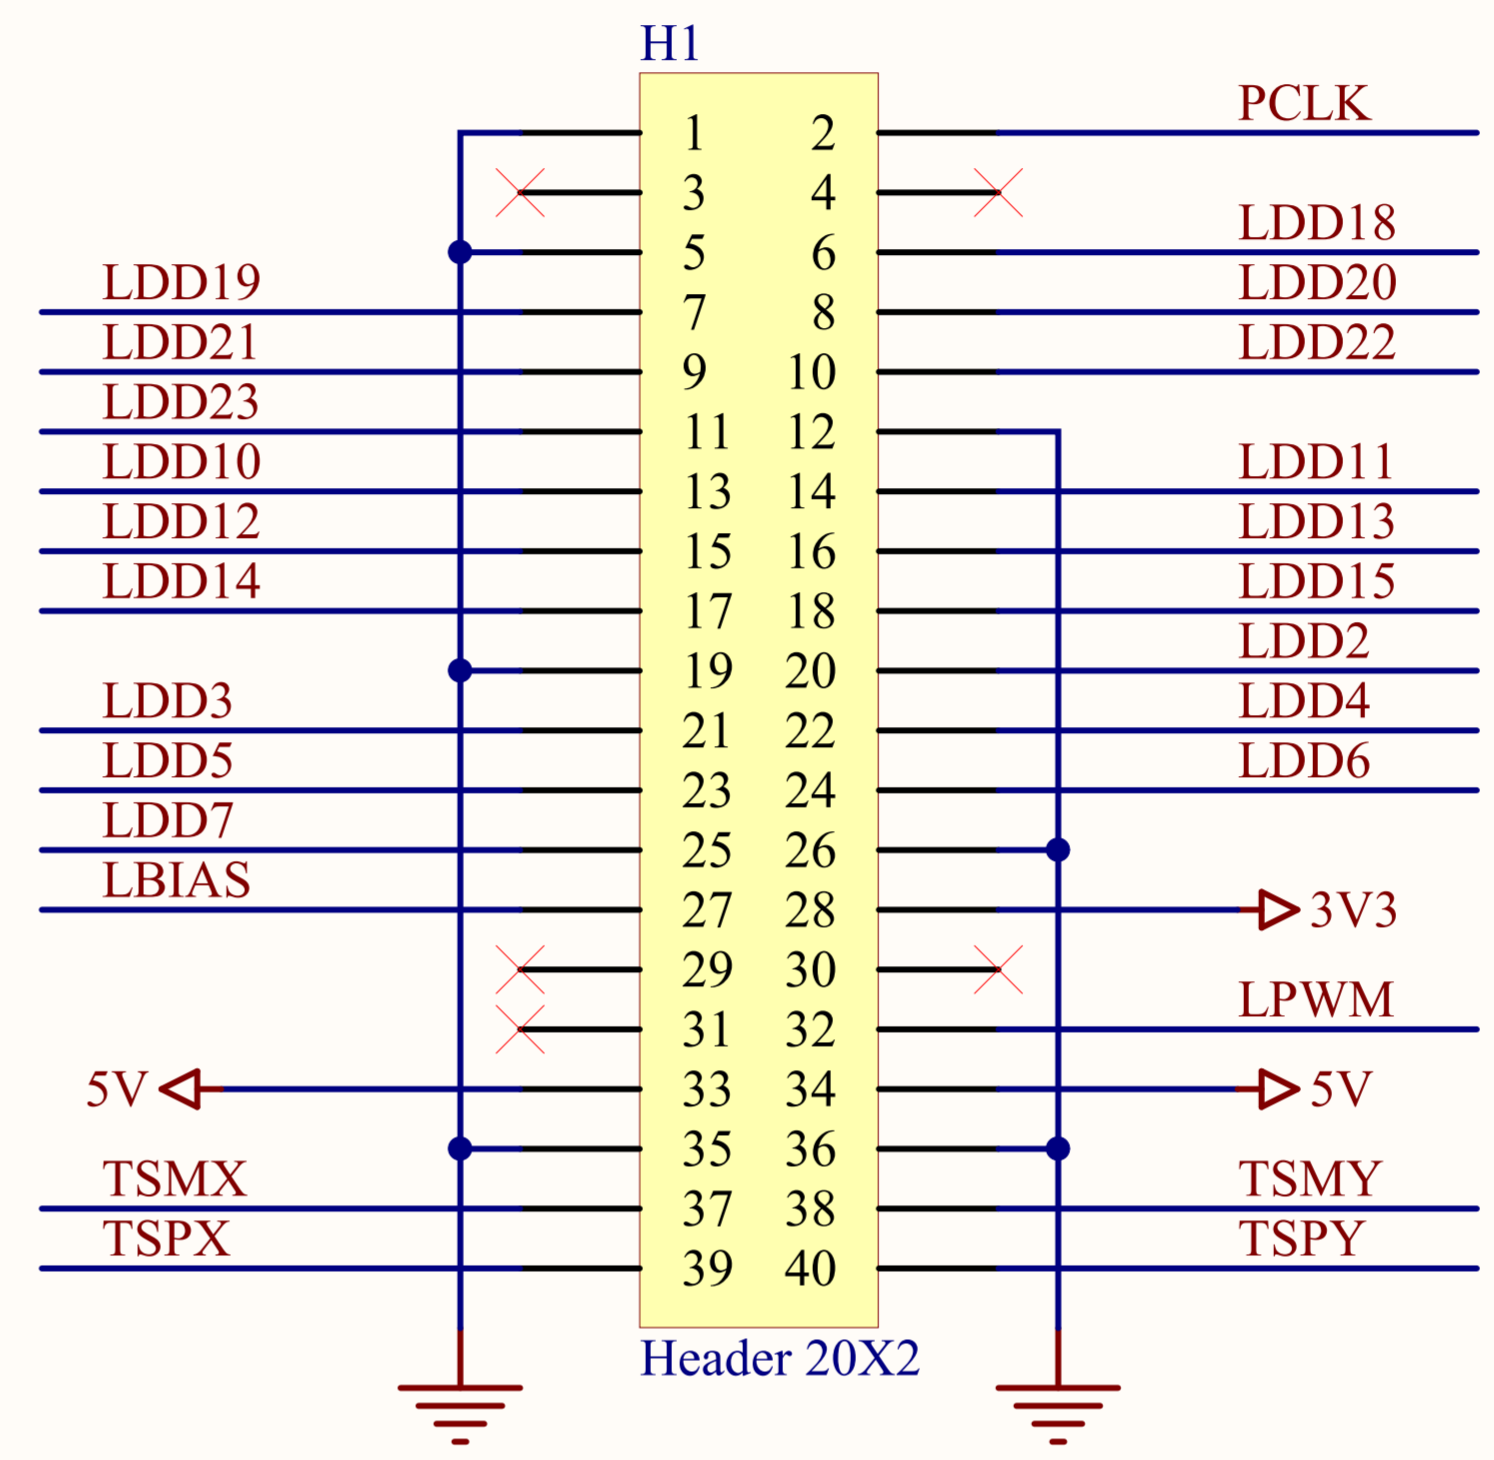 H1
1 2 PCLK
3 4
5 6 LDD18
LDD19 7 8 LDD20
LDD21 9 10 LDD22
LDD23 11 12
LDD10 13 14 LDD11
LDD12 15 16 LDD13
LDD14 17 18 LDD15
19 20 LDD2
LDD3 21 22 LDD4
LDD5 23 24 LDD6
LDD7 25 26
LBIAS 27 28 3V3
29 30
31 32 LPWM
5V 33 34 5V
35 36
TSMX 37 38 TSMY
TSPX 39 40 TSPY
Header 20X2